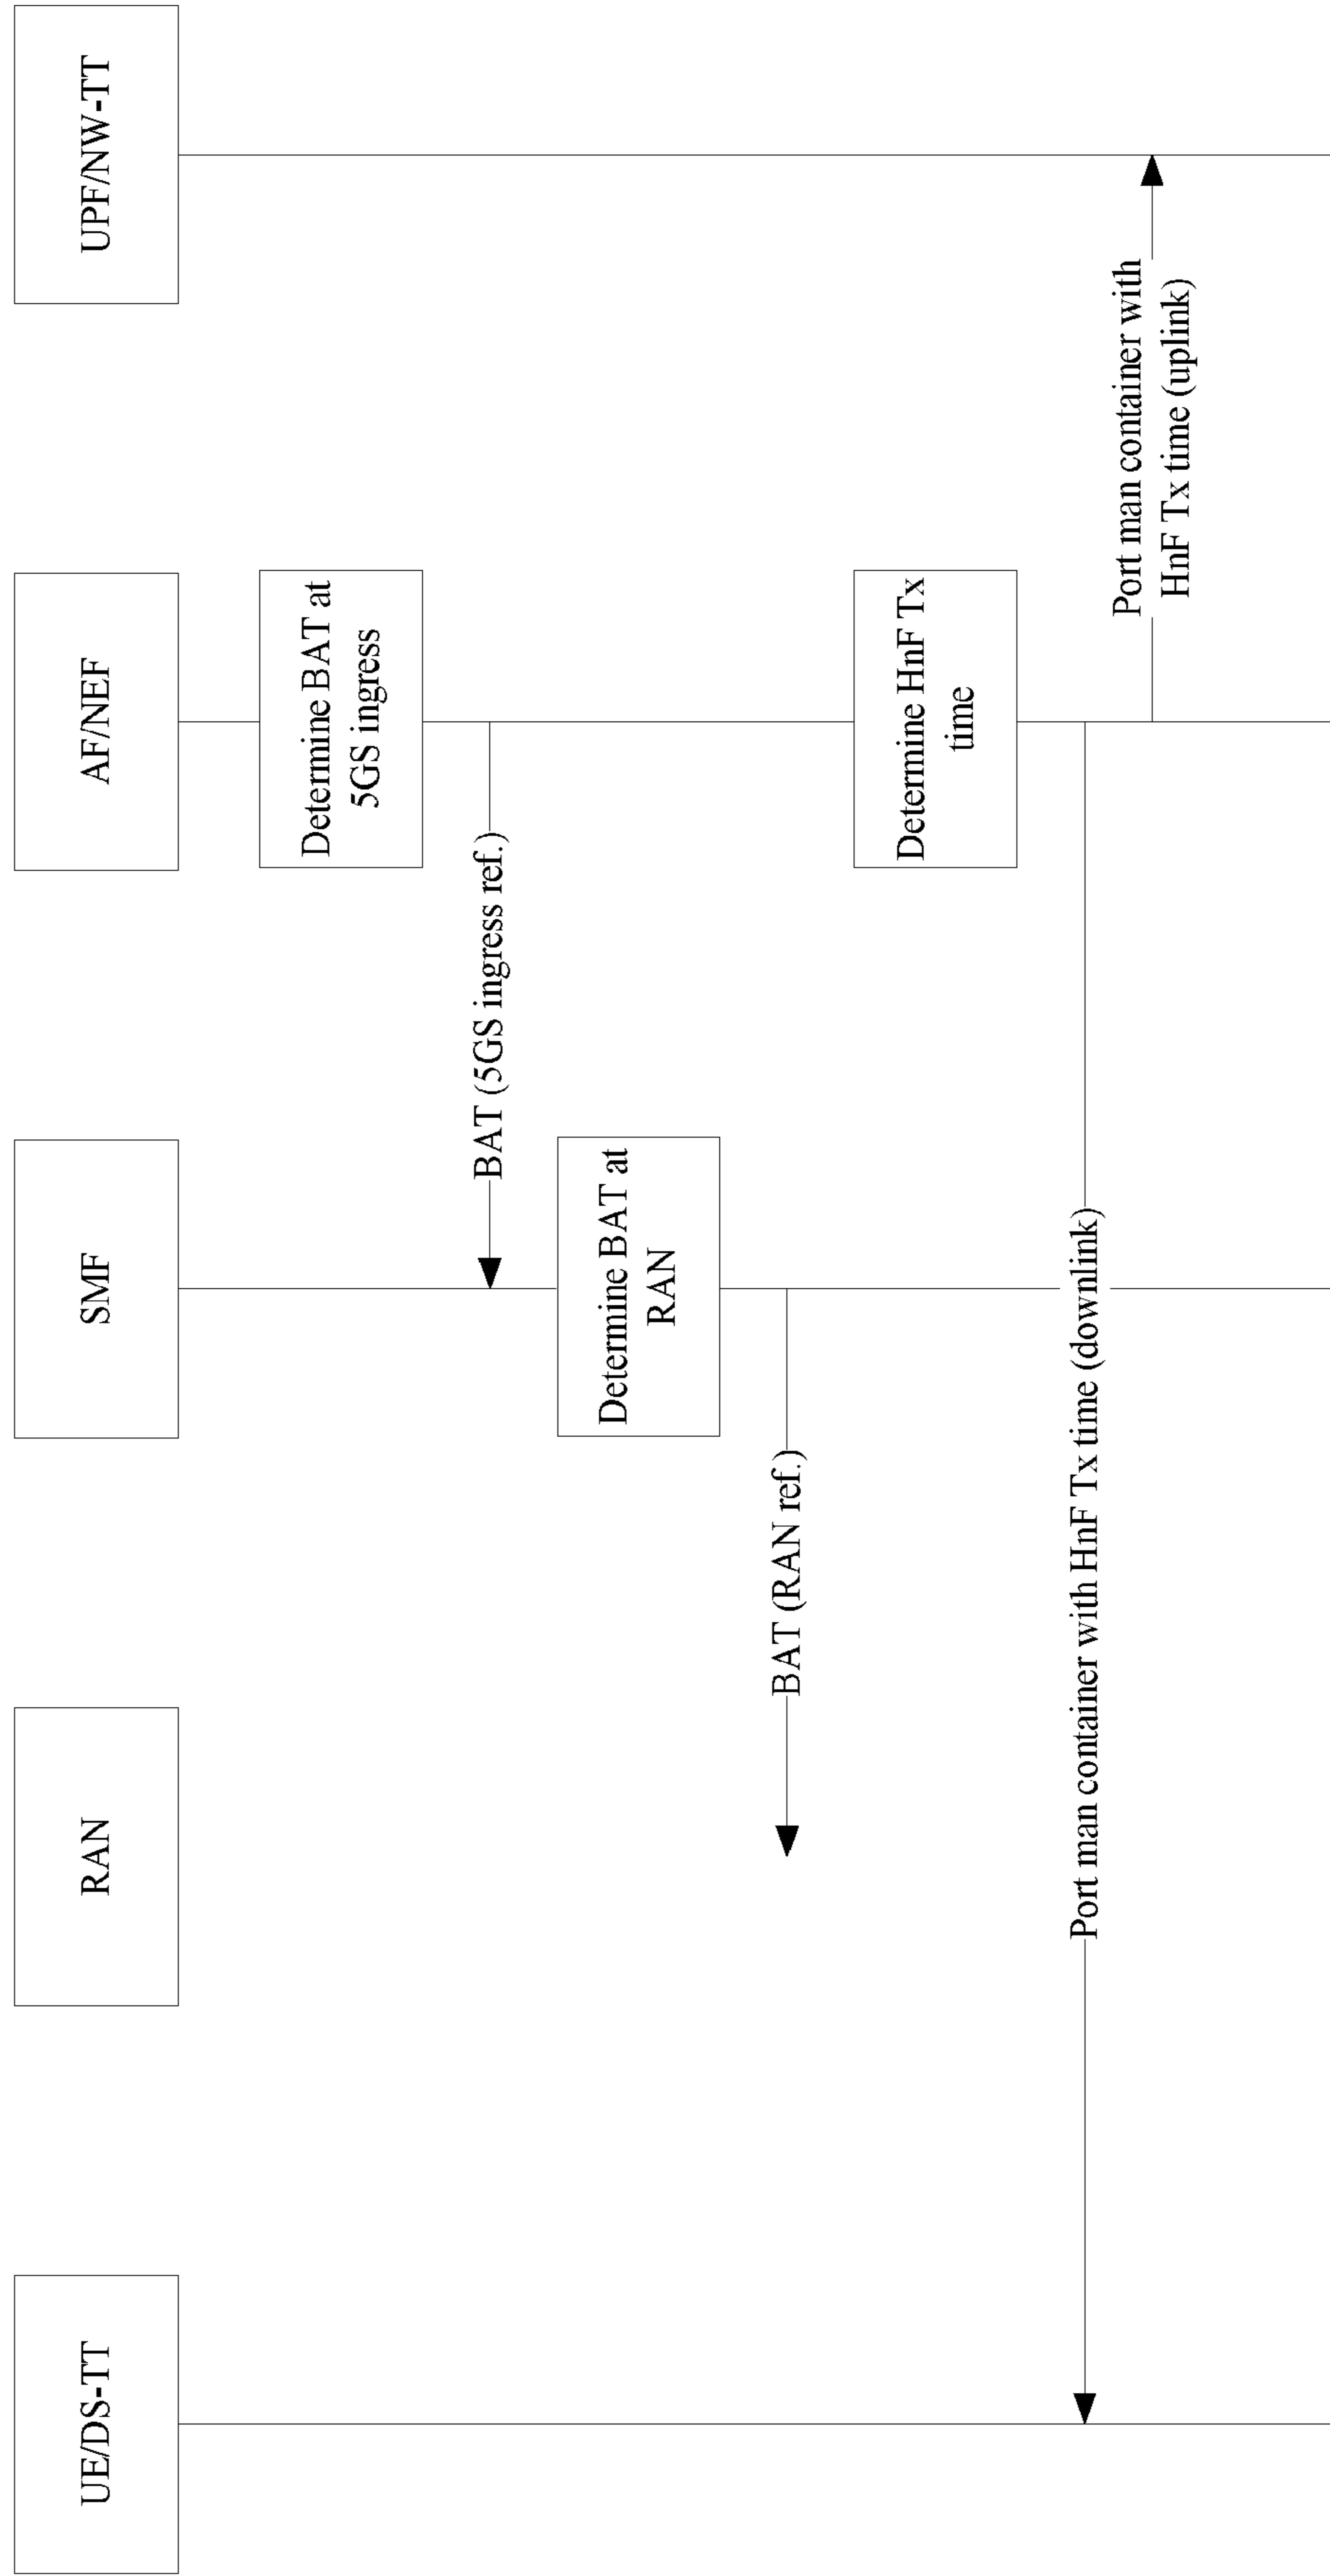 UE/DS-TT
RAN
SMF
AF/NEF
UPF/NW-TT
Determine BAT at
5GS ingress
BAT (5GS ingress ref.)
Determine BAT at
RAN
BAT (RAN ref.)
Determine HnF Tx
time
Port man container with HnF Tx time (downlink)
Port man container with
HnF Tx time (uplink)